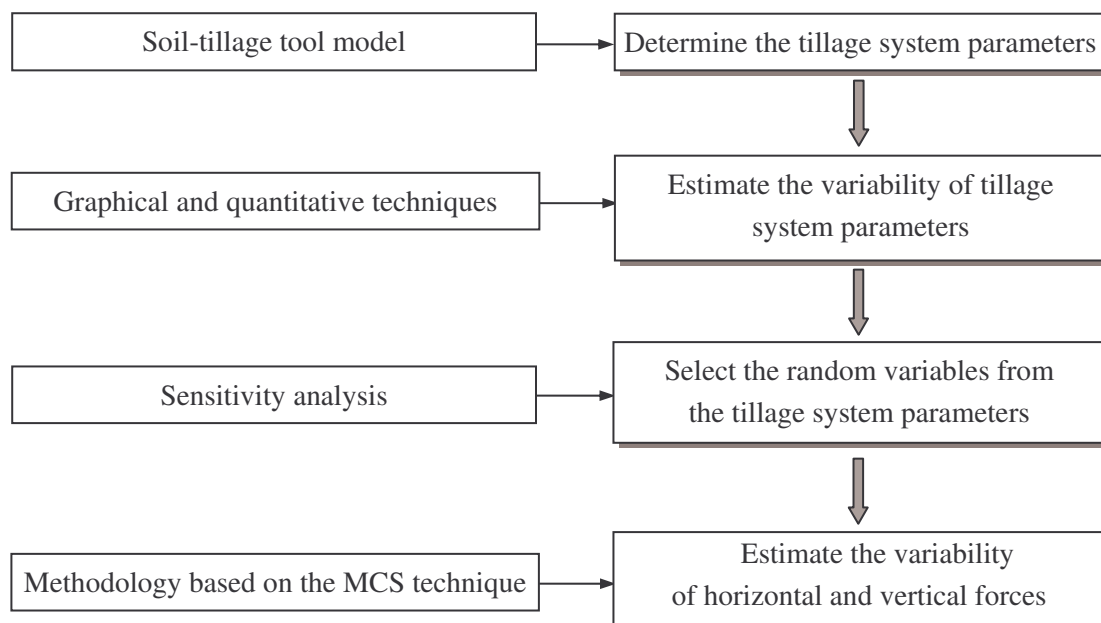 Soil-tillage tool model
Determine the tillage system parameters
Graphical and quantitative techniques
Estimate the variability of tillage
system parameters
Sensitivity analysis
Select the random variables from
the tillage system parameters
Methodology based on the MCS technique
Estimate the variability
of horizontal and vertical forces